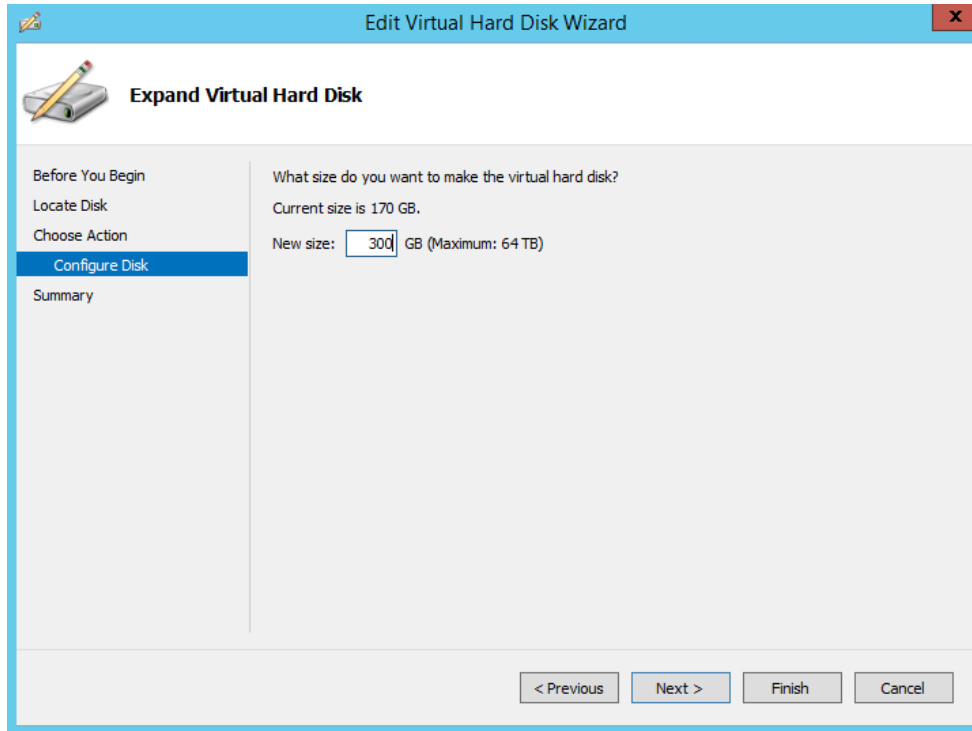 Edit Virtual Hard Disk Wizard
x
Expand Virtual Hard Disk
Before You Begin
Locate Disk
Choose Action
Configure Disk
Summary
What size do you want to make the virtual hard disk?
Current size is 170 GB.
New size: 300 GB (Maximum: 64 TB)
< Previous Next > Finish Cancel